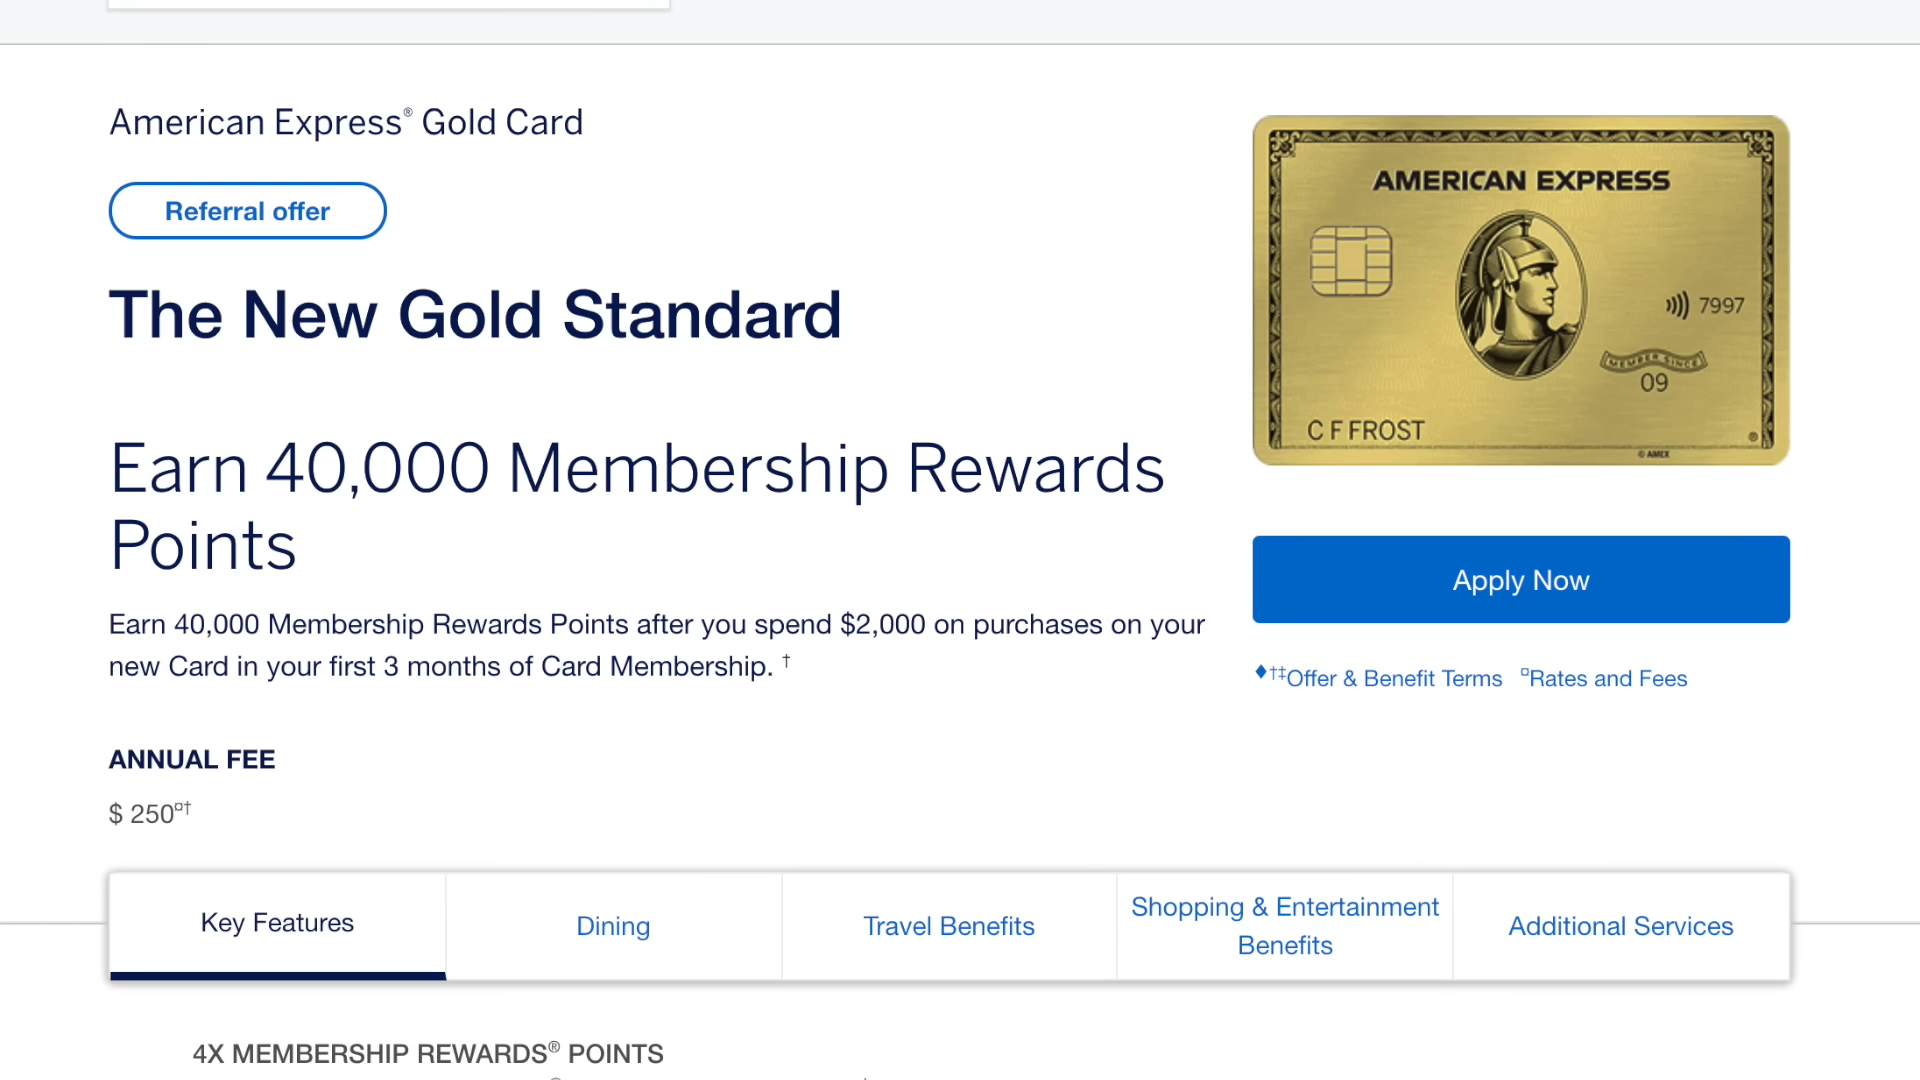 American Express® Gold Card
Referral offer
The New Gold Standard
Earn 40,000 Membership Rewards
Points
Earn 40,000 Membership Rewards Points after you spend $2,000 on purchases on your
new Card in your first 3 months of Card Membership. †
ANNUAL FEE
$ 250¤†
AMERICAN EXPRESS
7997
MEMBER SINCE
09
C F FROST
®
© AMEX
Apply Now
♦†‡Offer & Benefit Terms ¤Rates and Fees
Key Features
Dining
Travel Benefits
Shopping & Entertainment
Benefits
Additional Services
4X MEMBERSHIP REWARDS® POINTS